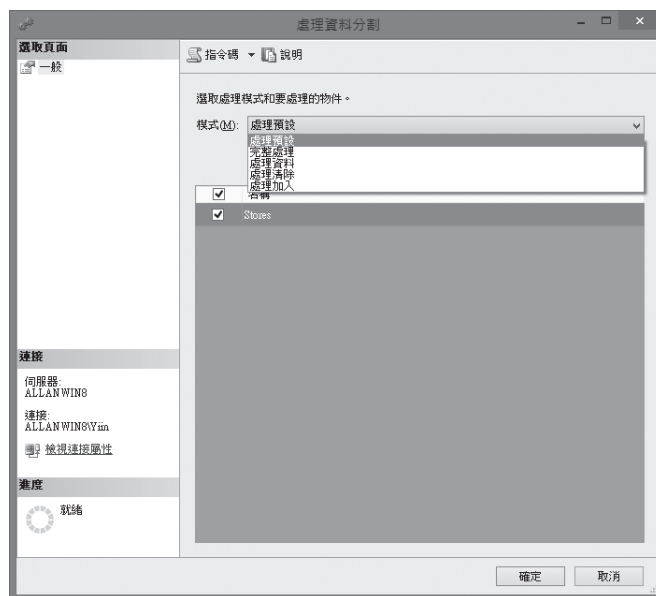 處理資料分割
選取頁面
一般
指令碼 說明
選取處理模式和要處理的物件。
模式(M): 處理預設
處理預設
完整處理
處理資料
處理清除
處理加入
名稱
Stores
連接
伺服器:
ALLANWIN8
連接:
ALLANWIN8\Yiin
檢視連接屬性
進度
就緒
確定 取消